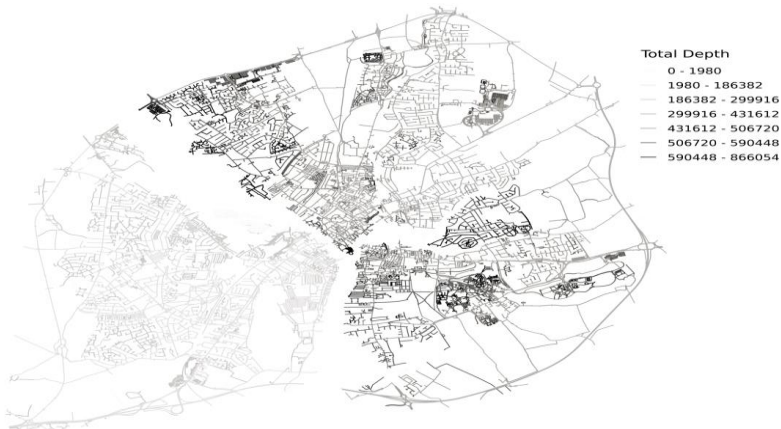 Total Depth
0 - 1980
1980 - 186382
186382 - 299916
299916 - 431612
431612 - 506720
506720 - 590448
590448 - 866054